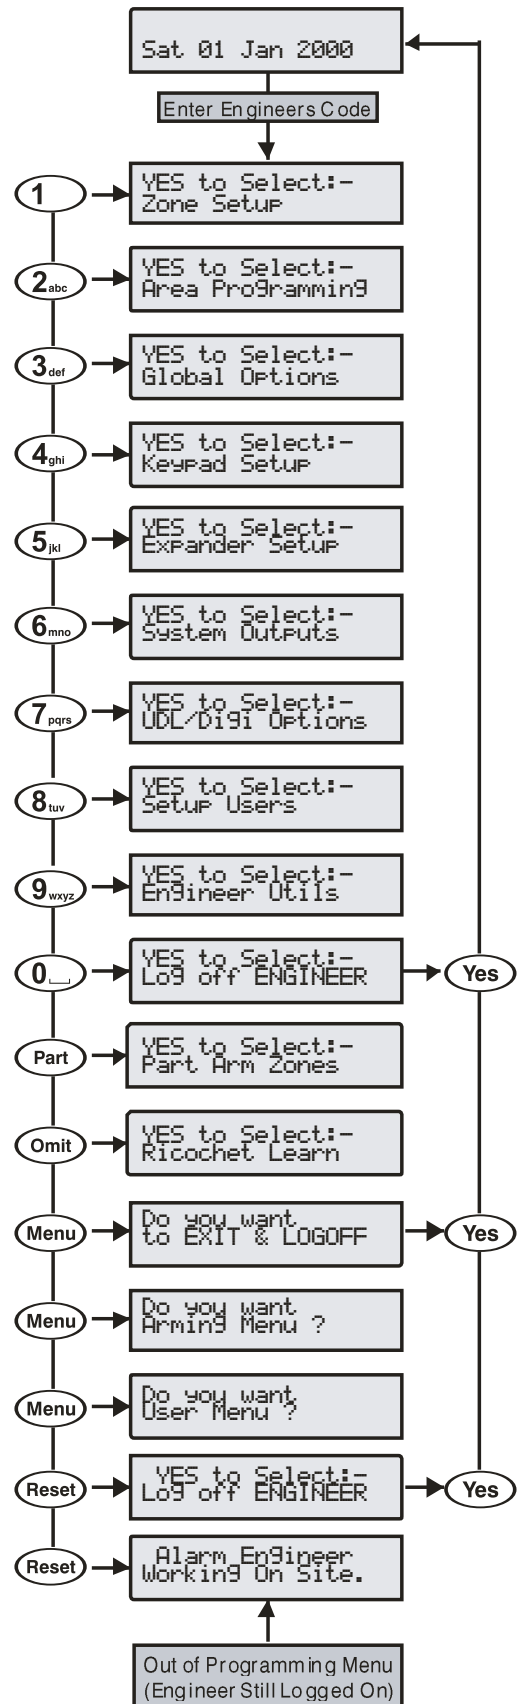 Sat 01 Jan 2000
Enter Engineers Code
1
YES to Select:-
Zone Setup
2abc
YES to Select:-
Area Programming
3def
YES to Select:-
Global Options
4ghi
YES to Select:-
Keypad Setup
5jkl
YES to Select:-
Expander Setup
6mno
YES to Select:-
System Outputs
7pqrs
YES to Select:-
UDL/Digi Options
8tuv
YES to Select:-
Setup Users
9wxyz
YES to Select:-
Engineer Utils
0
YES to Select:-
Log off ENGINEER
Yes
Part
YES to Select:-
Part Arm Zones
Omit
YES to Select:-
Ricochet Learn
Menu
Do you want
to EXIT & LOGOFF
Yes
Menu
Do you want
Arming Menu ?
Menu
Do you want
User Menu ?
Reset
YES to Select:-
Log off ENGINEER
Yes
Reset
Alarm Engineer
Working On Site.
Out of Programming Menu
(Engineer Still Logged On)